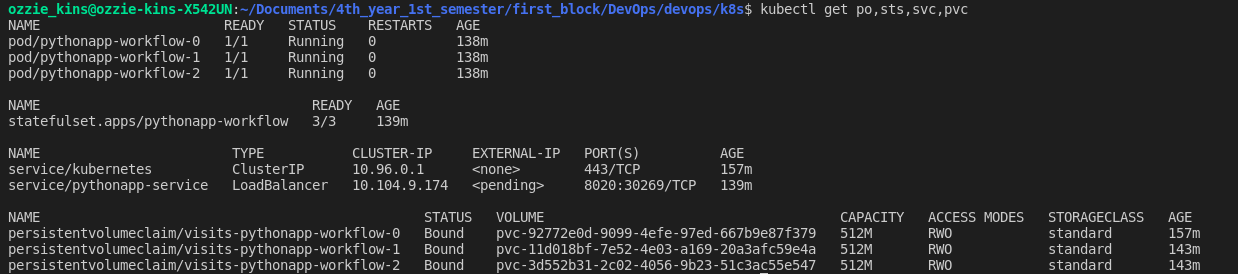 ozzie_kins@ozzie-kins-X542UN:~/Documents/4th_year_1st_semester/first_block/DevOps/devops/k8s$ kubectl get po,sts,svc,pvc
NAME READY STATUS RESTARTS AGE
pod/pythonapp-workflow-0 1/1 Running 0 138m
pod/pythonapp-workflow-1 1/1 Running 0 138m
pod/pythonapp-workflow-2 1/1 Running 0 138m
NAME READY AGE
statefulset.apps/pythonapp-workflow 3/3 139m
NAME TYPE CLUSTER-IP EXTERNAL-IP PORT(S) AGE
service/kubernetes ClusterIP 10.96.0.1 <none> 443/TCP 157m
service/pythonapp-service LoadBalancer 10.104.9.174 <pending> 8020:30269/TCP 139m
NAME STATUS VOLUME CAPACITY ACCESS MODES STORAGECLASS AGE
persistentvolumeclaim/visits-pythonapp-workflow-0 Bound pvc-92772e0d-9099-4efe-97ed-667b9e87f379 512M RWO standard 157m
persistentvolumeclaim/visits-pythonapp-workflow-1 Bound pvc-11d018bf-7e52-4e03-a169-20a3afc59e4a 512M RWO standard 143m
persistentvolumeclaim/visits-pythonapp-workflow-2 Bound pvc-3d552b31-2c02-4056-9b23-51c3ac55e547 512M RWO standard 143m